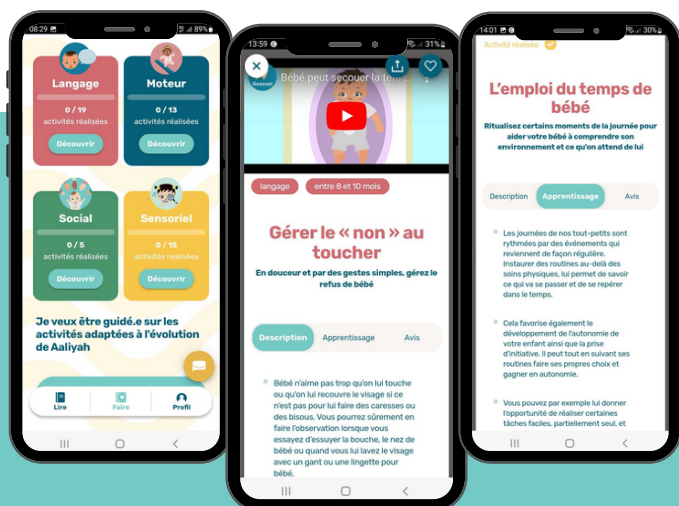 08:29
89%
Langage
0 / 19
activités réalisées
Découvrir
Moteur
0 / 13
activités réalisées
Découvrir
Social
0 / 5
activités réalisées
Découvrir
Sensoriel
0 / 15
activités réalisées
Découvrir
Je veux être guidé.e sur les
activités adaptées à l'évolution
de Aaliyah
Lire
Faire
Profil
13:59
31%
Bébé peut secouer la tête
langage
entre 8 et 10 mois
Gérer le « non » au
toucher
En douceur et par des gestes simples, gérez le
refus de bébé
Description
Apprentissage
Avis
Bébé n'aime pas trop qu'on lui touche
ou qu'on lui recouvre le visage si ce
n'est pas pour lui faire des caresses ou
des bisous. Vous pourrez sûrement en
faire l'observation lorsque vous
essayez d'essuyer la bouche, le nez de
bébé ou quand vous lui lavez le visage
avec un gant ou une lingette pour
bébé.
14:01
30%
Activité réalisée
L'emploi du temps de
bébé
Ritualisez certains moments de la journée pour
aider votre bébé à comprendre son
environnement et ce qu'on attend de lui
Description
Apprentissage
Avis
Les journées de nos tout-petits sont
rythmées par des événements qui
reviennent de façon régulière.
Instaurer des routines au-delà des
soins physiques, lui permet de savoir
ce qui va se passer et de se repérer
dans le temps.
Cela favorise également le
développement de l'autonomie de
votre enfant ainsi que la prise
d'initiative. Il peut tout en suivant ses
routines faire ses propres choix et
gagner en autonomie.
Vous pouvez par exemple lui donner
l'opportunité de réaliser certaines
tâches faciles, partiellement seul, et